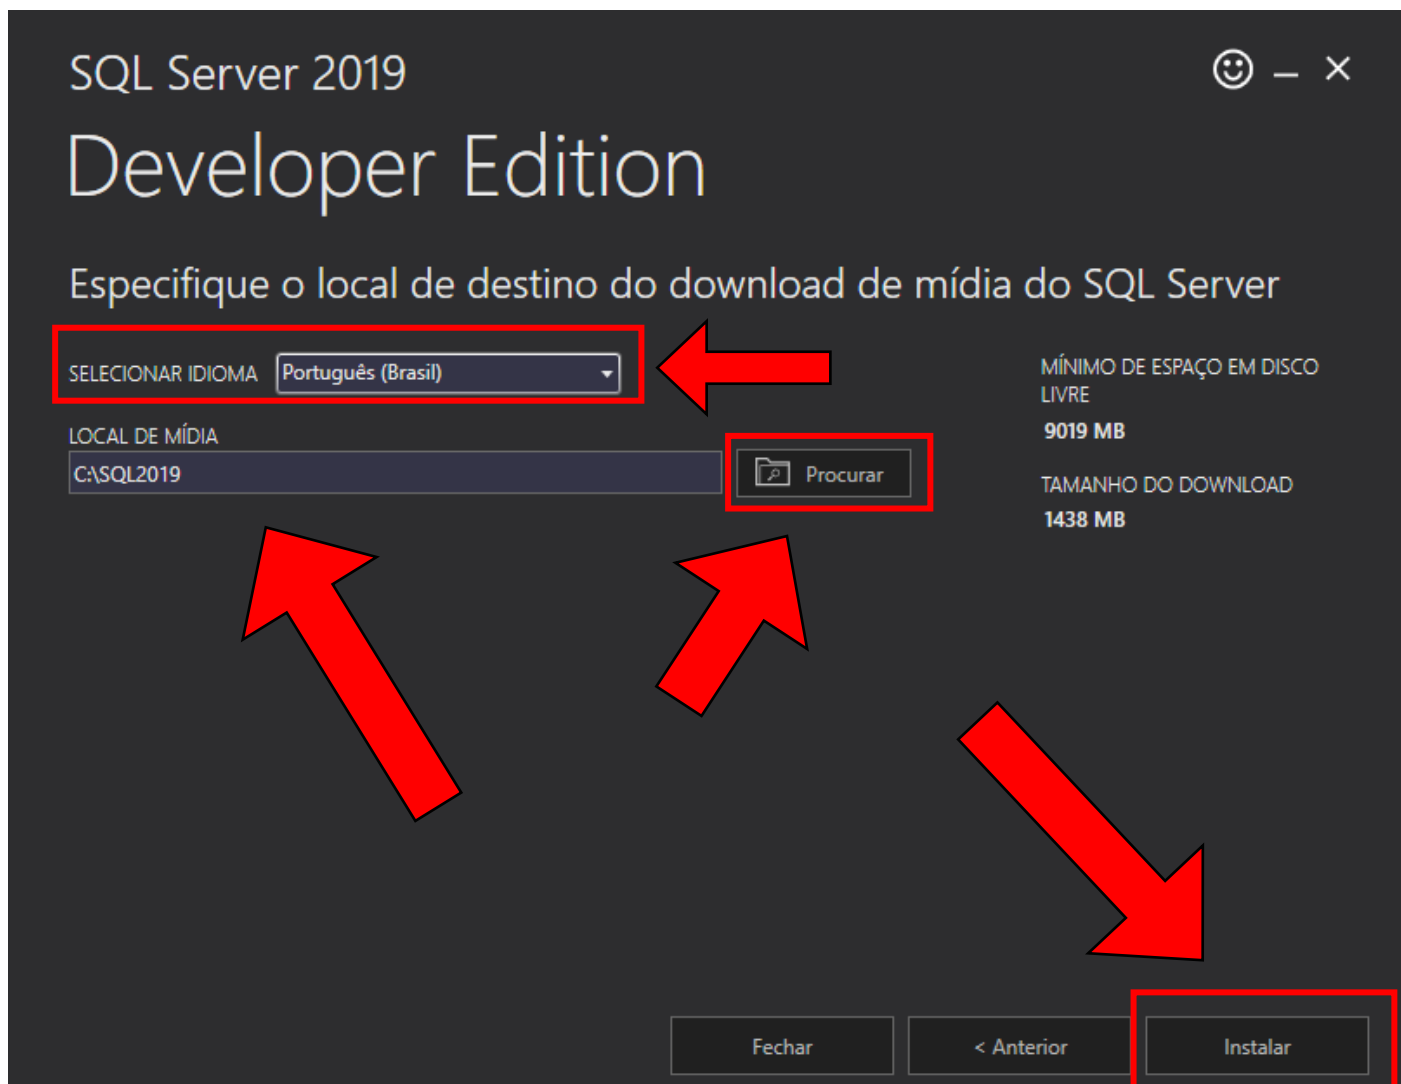 SQL Server 2019
Developer Edition
Especifique o local de destino do download de mídia do SQL Server
SELECIONAR IDIOMA Português (Brasil)
LOCAL DE MÍDIA
C:\SQL2019
Procurar
MÍNIMO DE ESPAÇO EM DISCO
LIVRE
9019 MB
TAMANHO DO DOWNLOAD
1438 MB
Fechar
< Anterior
Instalar